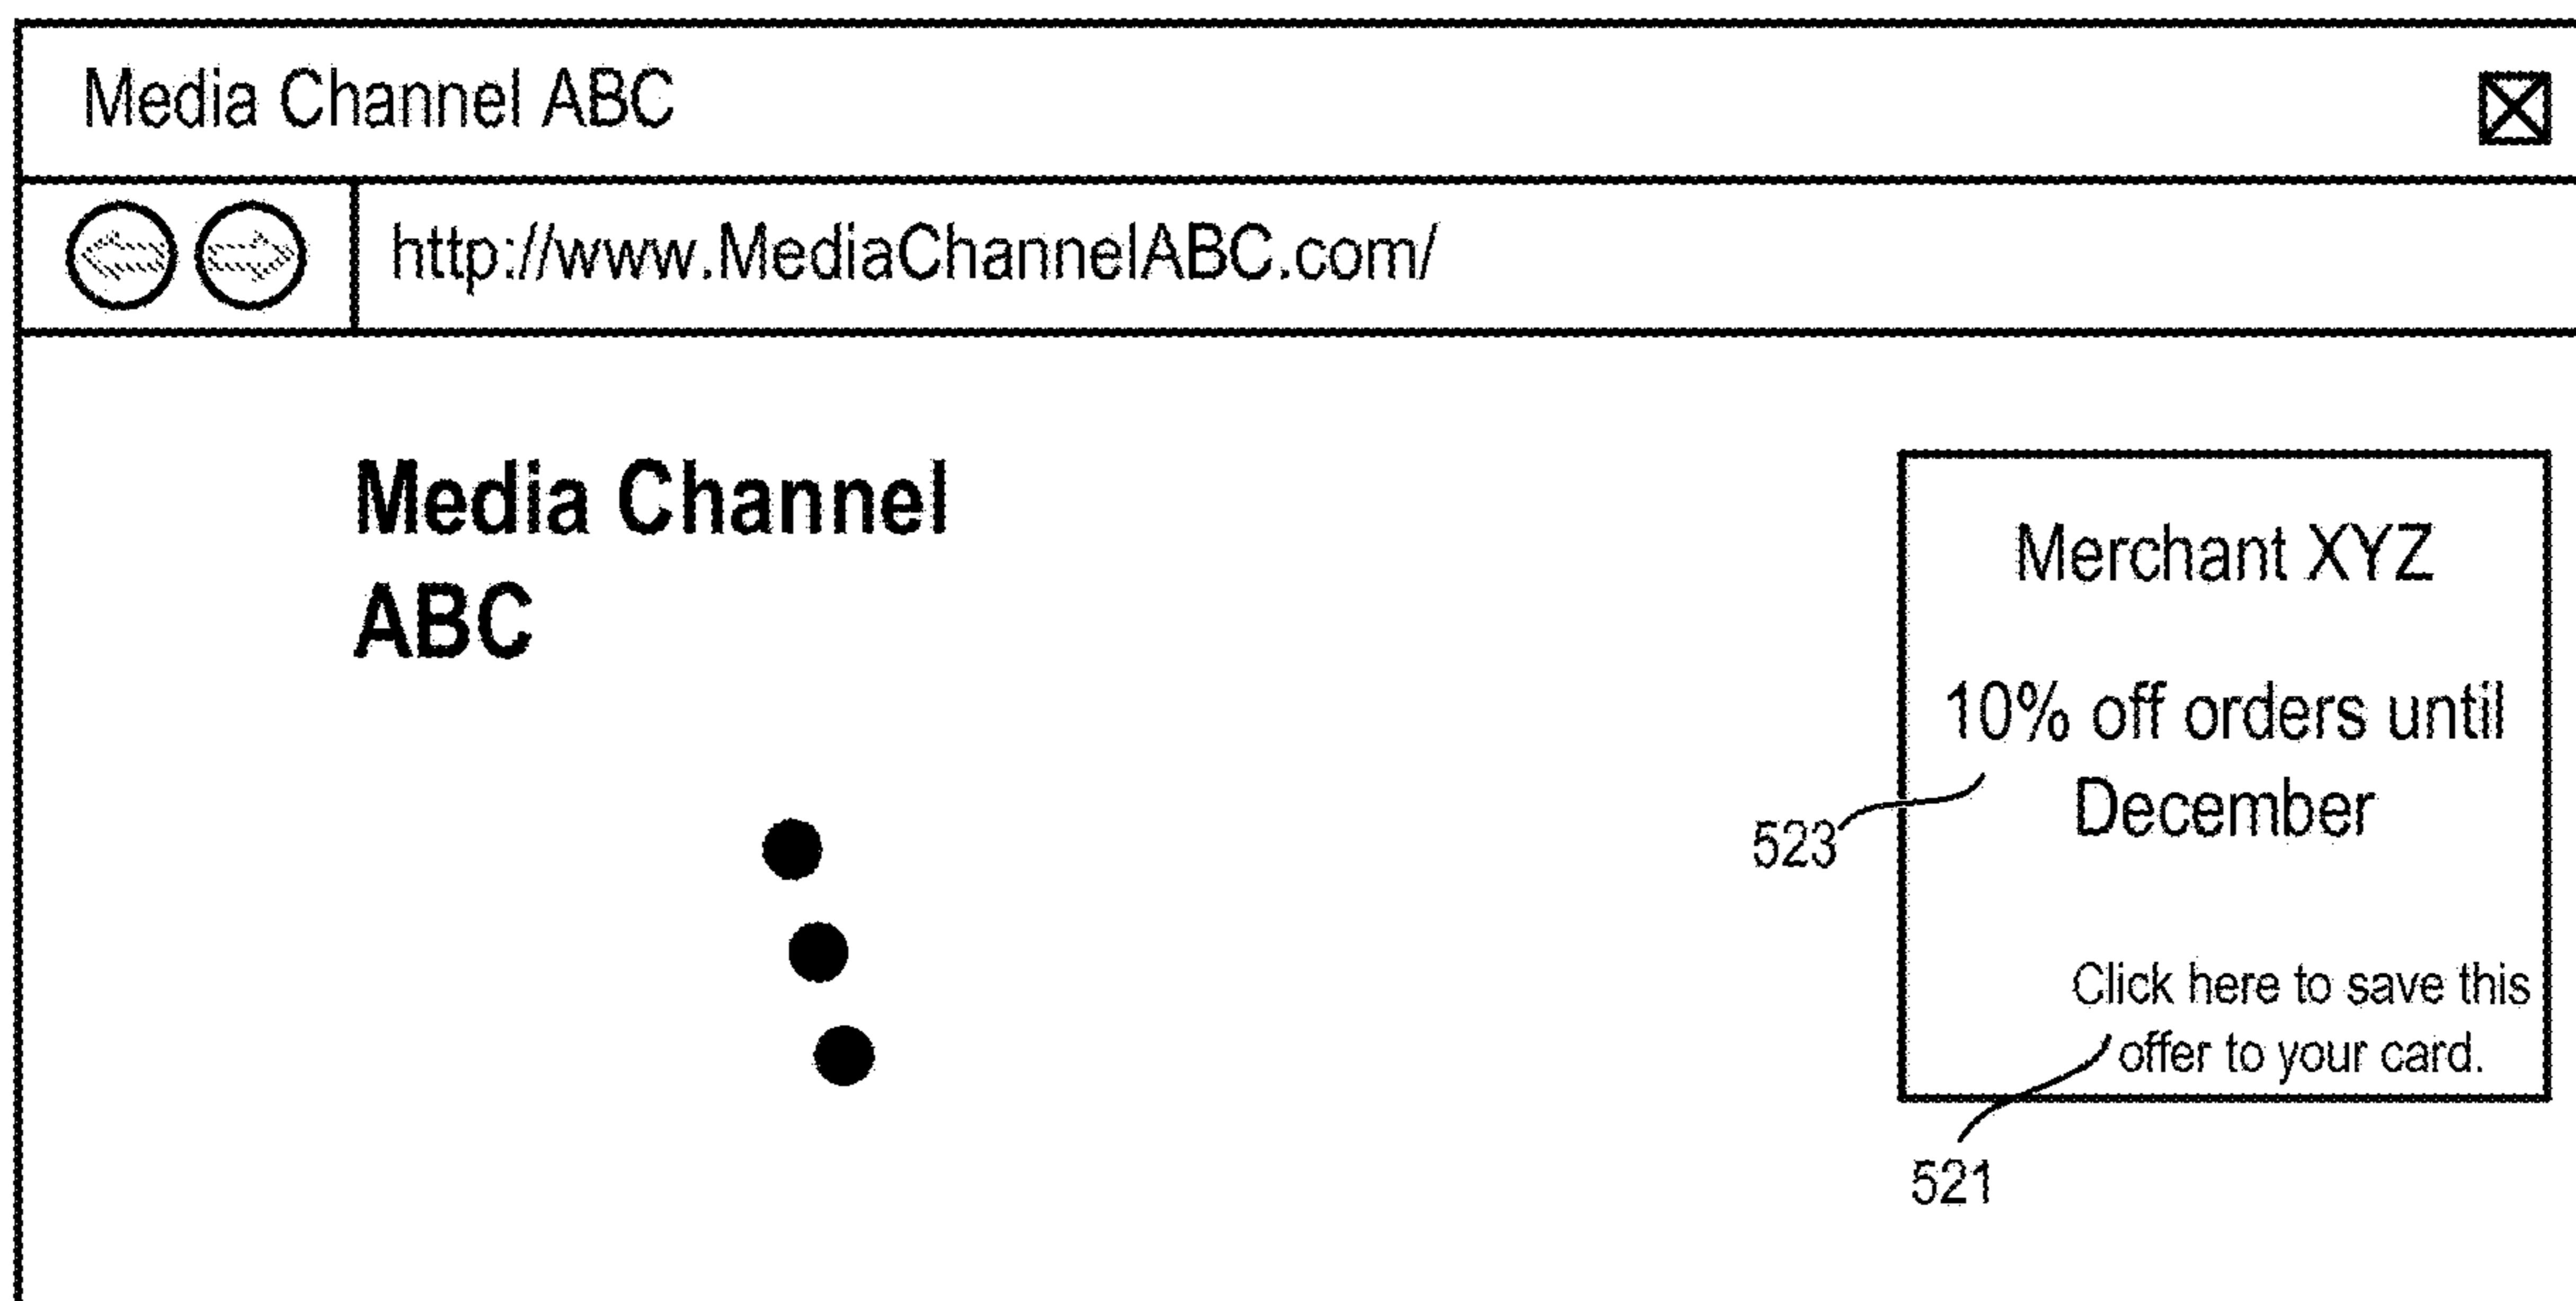 Media Channel ABC
http://www.MediaChannelABC.com/
Media Channel
ABC
Merchant XYZ
10% off orders until
December
523
Click here to save this
offer to your card.
521